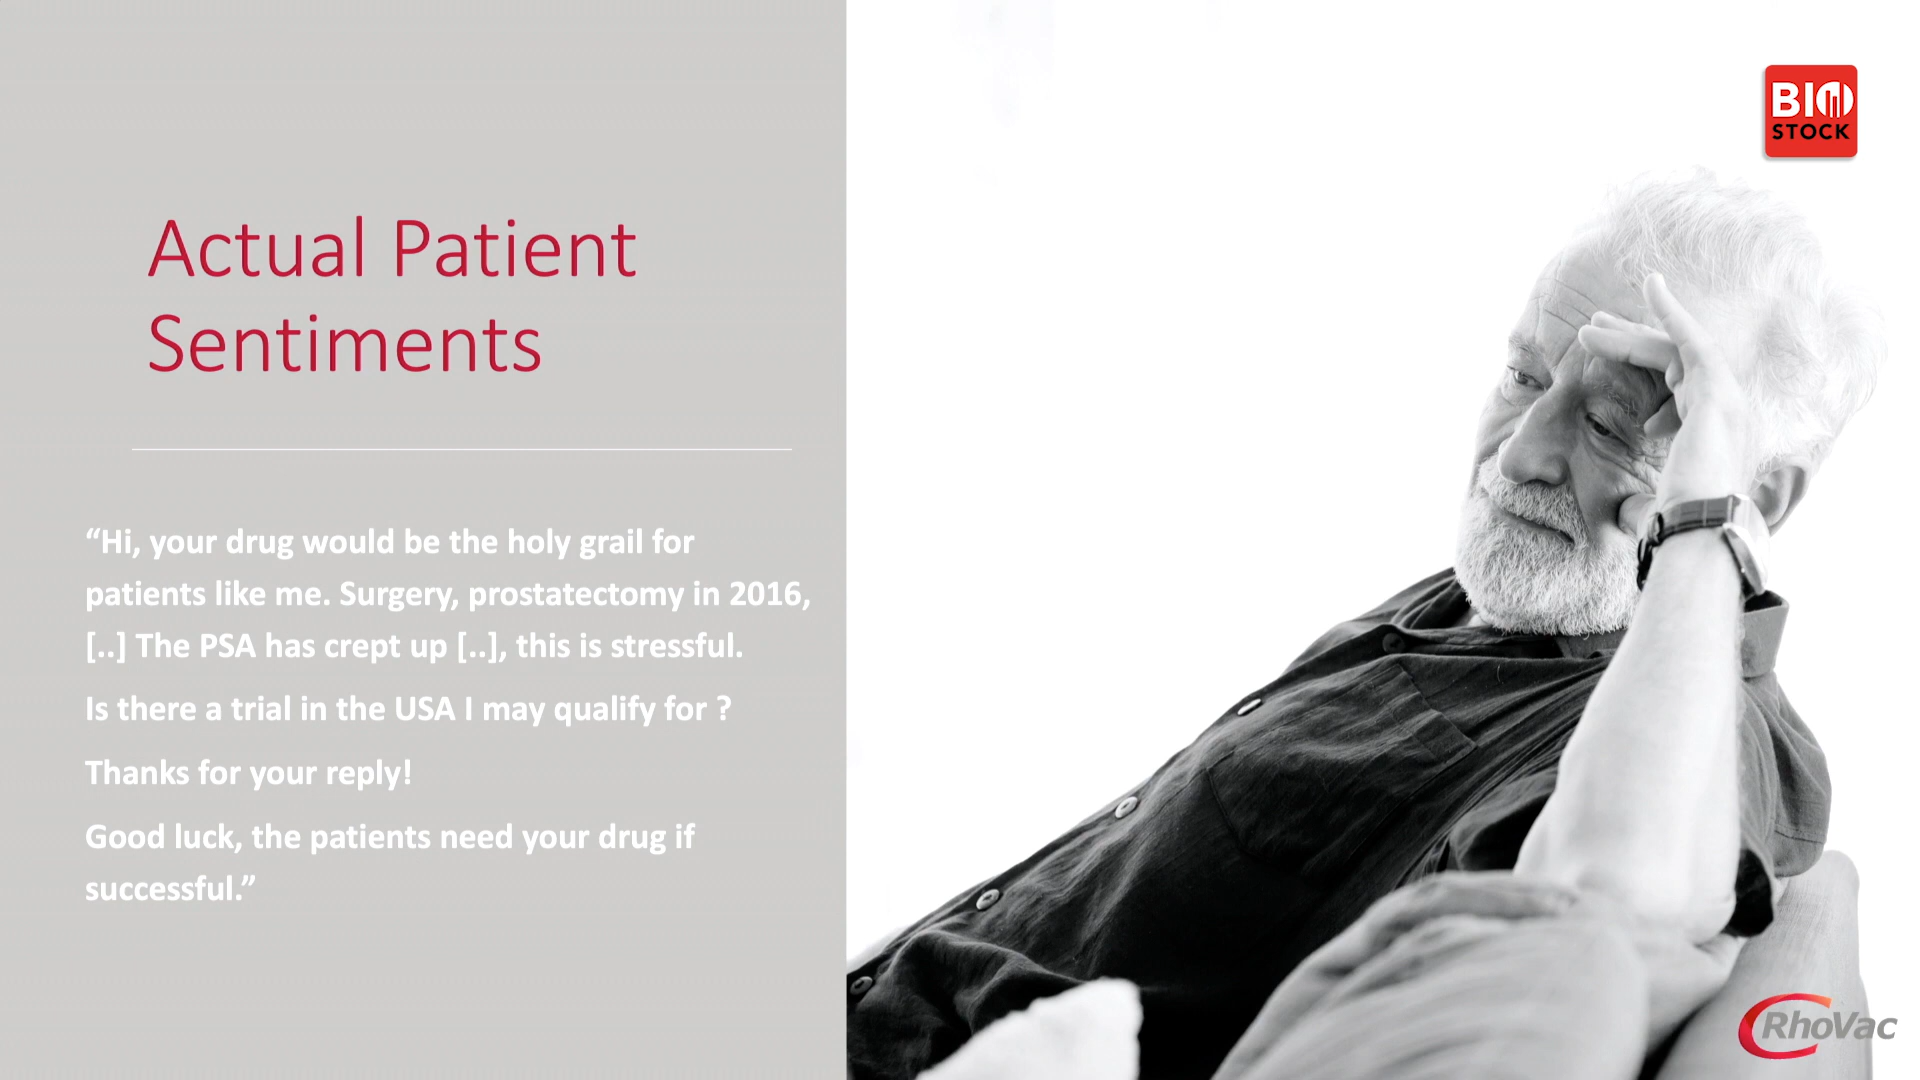 BIO
STOCK
Actual Patient
Sentiments
“Hi, your drug would be the holy grail for
patients like me. Surgery, prostatectomy in 2016,
[..] The PSA has crept up [..], this is stressful.
Is there a trial in the USA I may qualify for ?
Thanks for your reply!
Good luck, the patients need your drug if
successful.”
RhoVac